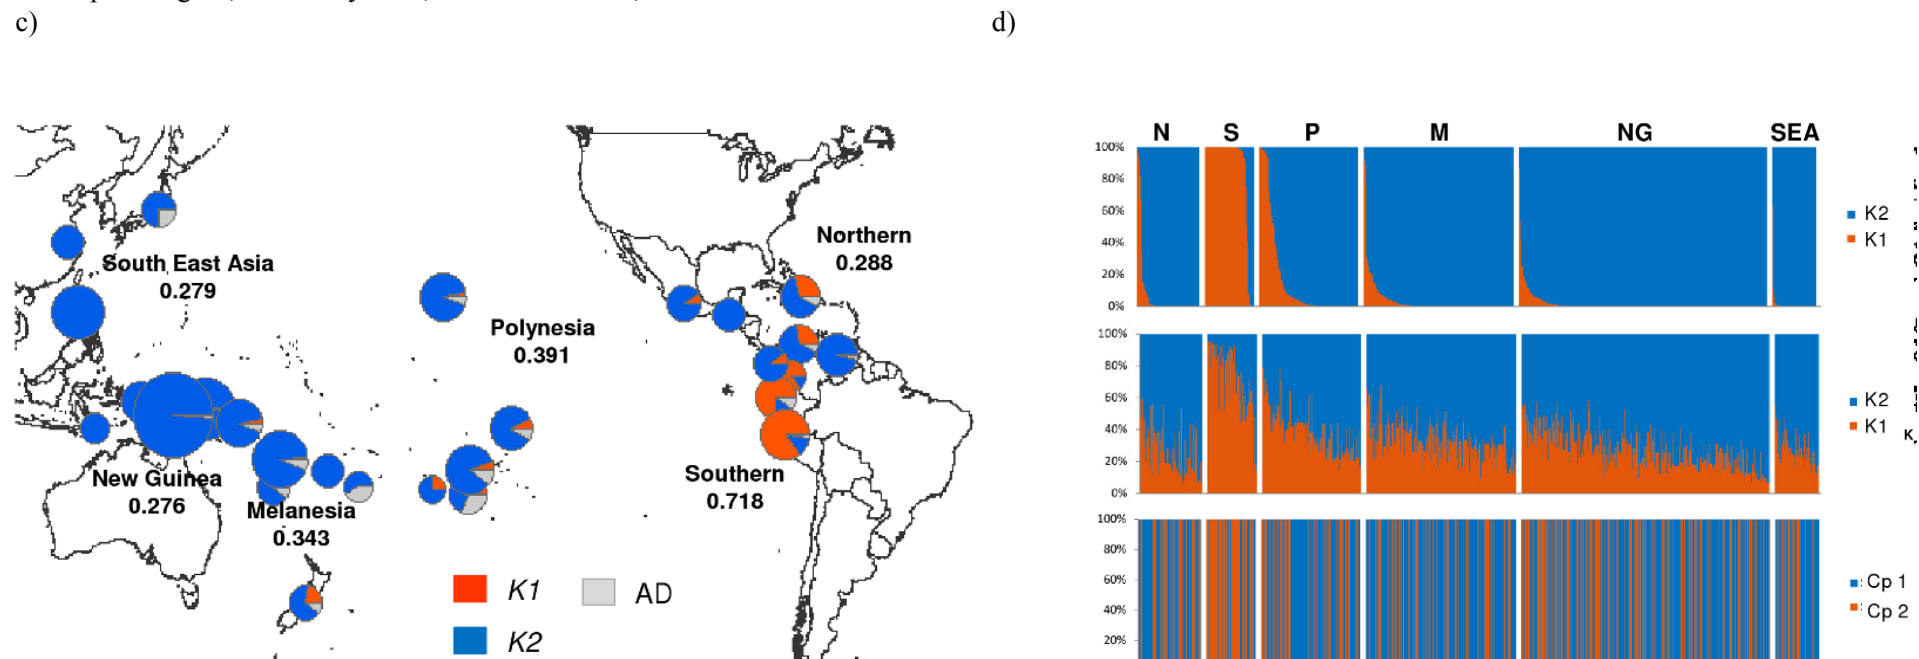 c)
d)
South East Asia
0.279
Polynesia
0.391
Northern
0.288
New Guinea
0.276
Melanesia
0.343
Southern
0.718
K1
AD
K2
N S P M NG SEA
100%
80%
60%
40%
20%
0%
K2
K1
100%
80%
60%
40%
20%
0%
K2
K1
100%
80%
60%
40%
20%
Cp 1
Cp 2